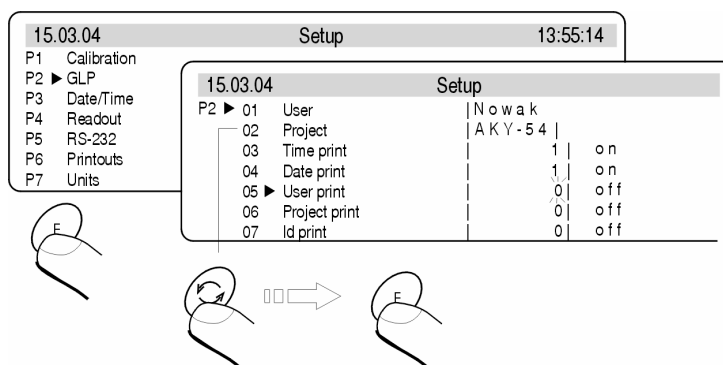 15.03.04 Setup 13:55:14
P1 Calibration
P2 ▶ GLP
P3 Date/Time
P4 Readout
P5 RS-232
P6 Printouts
P7 Units
15.03.04 Setup
P2 ▶ 01 User |Nowak
02 Project |AKY-54|
03 Time print | 1| on
04 Date print | 1| on
05 ▶ User print | 0| off
06 Project print | 0| off
07 Id print | 0| off
F
F